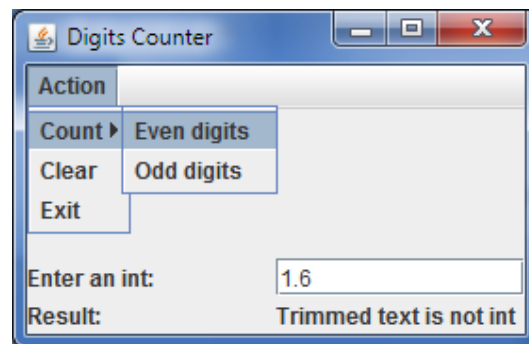 Digits Counter
Action
Count Even digits
Clear Odd digits
Exit
Enter an int: 1.6
Result: Trimmed text is not int